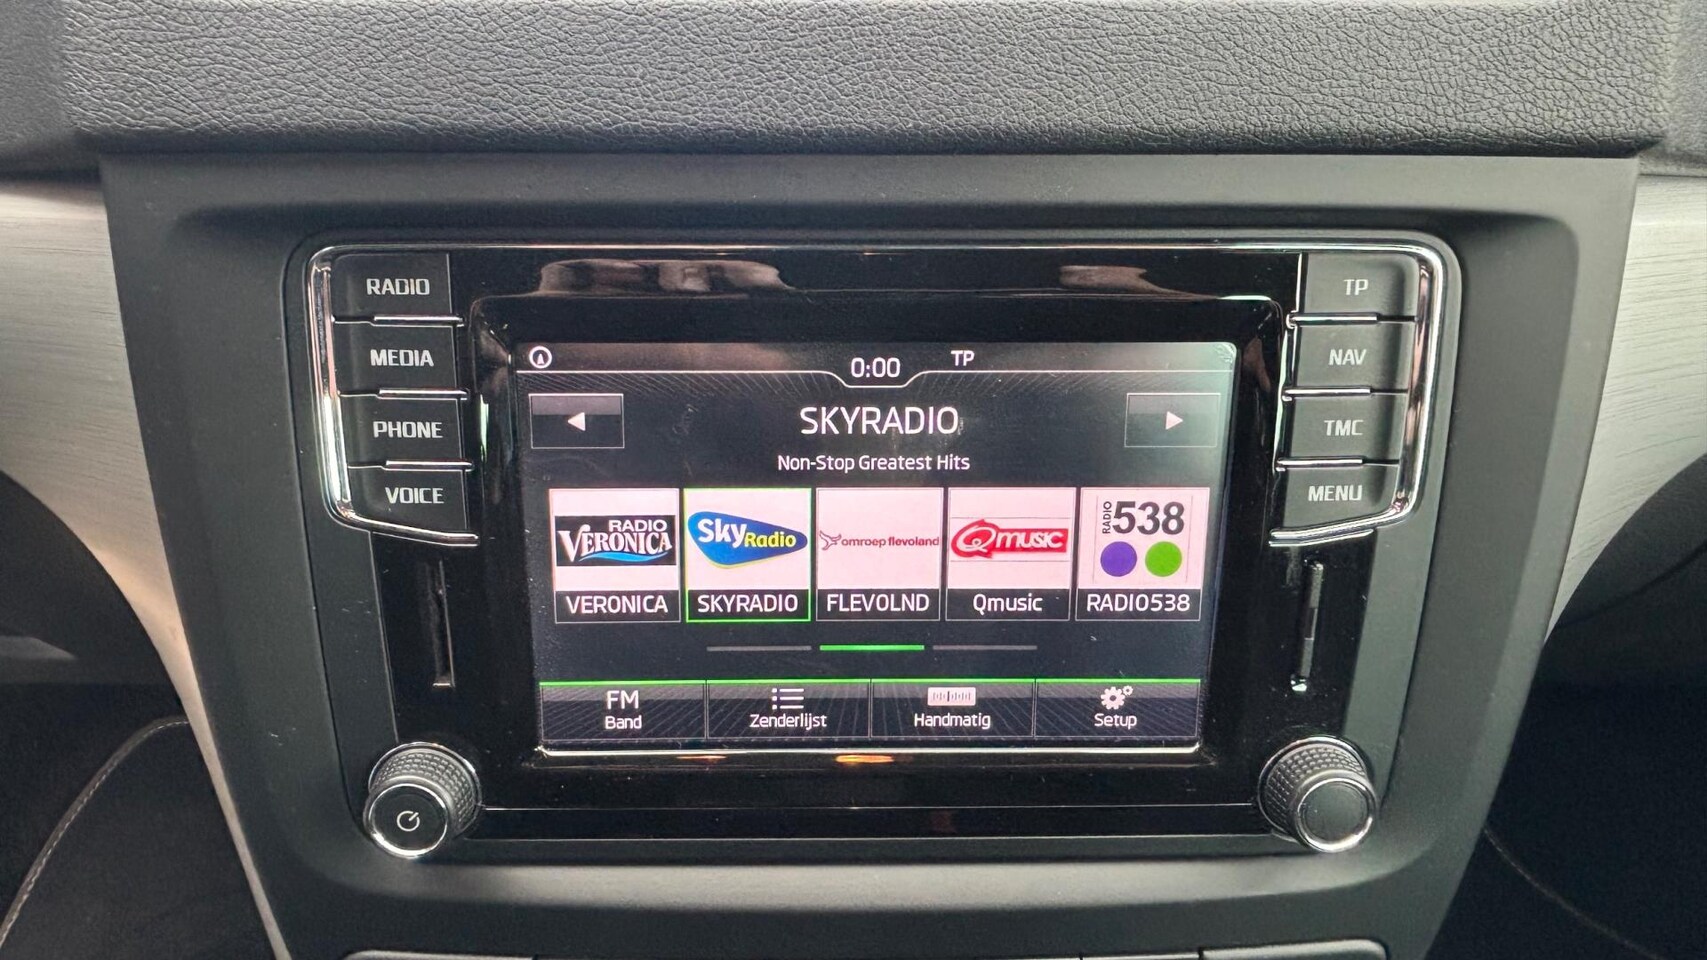 RADIO
MEDIA
PHONE
VOICE
TP
NAV
TMC
MENU
0:00
TP
SKYRADIO
Non-Stop Greatest Hits
RADIO
VERONICA
VERONICA
Sky Radio
SKYRADIO
omroep flevoland
FLEVOLND
Qmusic
Qmusic
RADIO
538
RADIO538
FM
Band
Zenderlijst
Handmatig
Setup